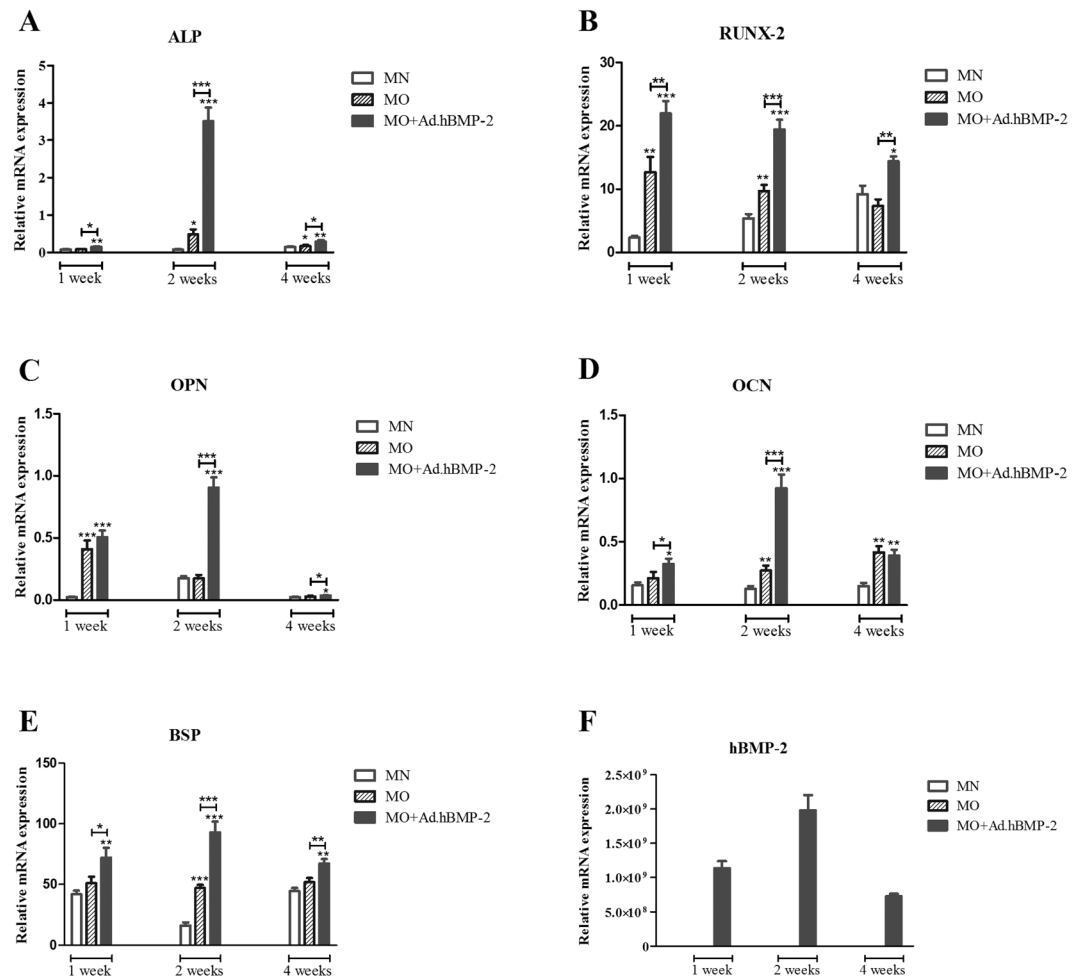 A
ALP
Relative mRNA expression
5
4
3
2
1
0
***
***
*
**
*
*
*
**
1 week
2 weeks
4 weeks
MN
MO
MO+Ad.hBMP-2
B
RUNX-2
Relative mRNA expression
30
20
10
0
**
***
**
***
***
**
**
*
1 week
2 weeks
4 weeks
MN
MO
MO+Ad.hBMP-2
C
OPN
Relative mRNA expression
1.5
1.0
0.5
0.0
***
***
***
***
*
*
1 week
2 weeks
4 weeks
MN
MO
MO+Ad.hBMP-2
D
OCN
Relative mRNA expression
1.5
1.0
0.5
0.0
*
*
***
***
**
**
**
1 week
2 weeks
4 weeks
MN
MO
MO+Ad.hBMP-2
E
BSP
Relative mRNA expression
150
100
50
0
*
**
***
***
***
**
**
1 week
2 weeks
4 weeks
MN
MO
MO+Ad.hBMP-2
F
hBMP-2
Relative mRNA expression
2.5×10⁹
2.0×10⁹
1.5×10⁹
1.0×10⁹
5.0×10⁸
0
1 week
2 weeks
4 weeks
MN
MO
MO+Ad.hBMP-2